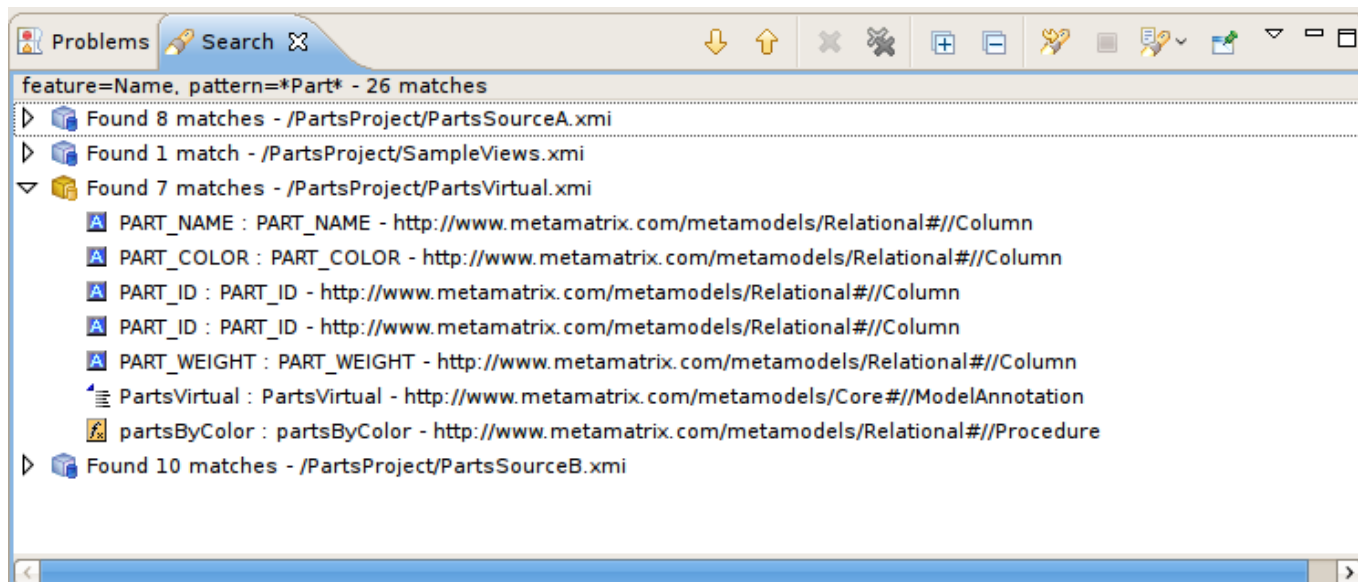 Problems Search
feature=Name, pattern=*Part* - 26 matches
Found 8 matches - /PartsProject/PartsSourceA.xmi
Found 1 match - /PartsProject/SampleViews.xmi
Found 7 matches - /PartsProject/PartsVirtual.xmi
PART_NAME : PART_NAME - http://www.metamatrix.com/metamodels/Relational#//Column
PART_COLOR : PART_COLOR - http://www.metamatrix.com/metamodels/Relational#//Column
PART_ID : PART_ID - http://www.metamatrix.com/metamodels/Relational#//Column
PART_ID : PART_ID - http://www.metamatrix.com/metamodels/Relational#//Column
PART_WEIGHT : PART_WEIGHT - http://www.metamatrix.com/metamodels/Relational#//Column
PartsVirtual : PartsVirtual - http://www.metamatrix.com/metamodels/Core#//ModelAnnotation
partsByColor : partsByColor - http://www.metamatrix.com/metamodels/Relational#//Procedure
Found 10 matches - /PartsProject/PartsSourceB.xmi